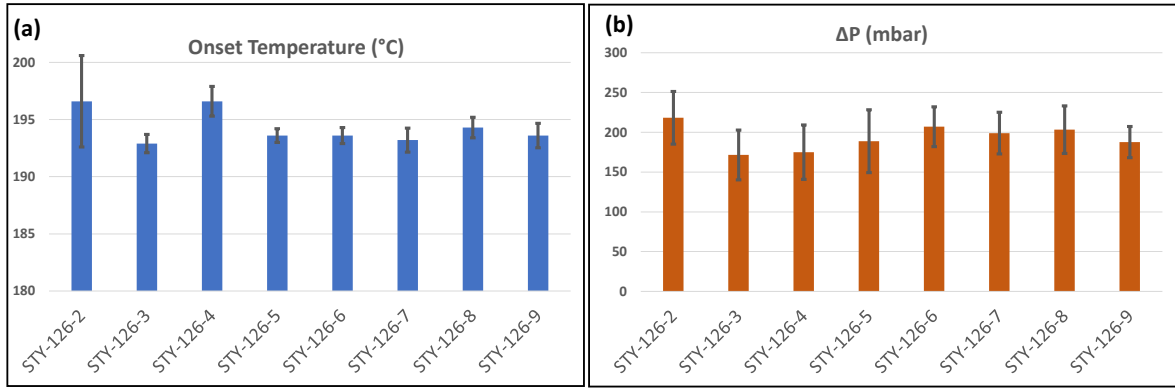 (a)
Onset Temperature (°C)
200
195
190
185
180
STY-126-2
STY-126-3
STY-126-4
STY-126-5
STY-126-6
STY-126-7
STY-126-8
STY-126-9
(b)
ΔP (mbar)
300
250
200
150
100
50
0
STY-126-2
STY-126-3
STY-126-4
STY-126-5
STY-126-6
STY-126-7
STY-126-8
STY-126-9